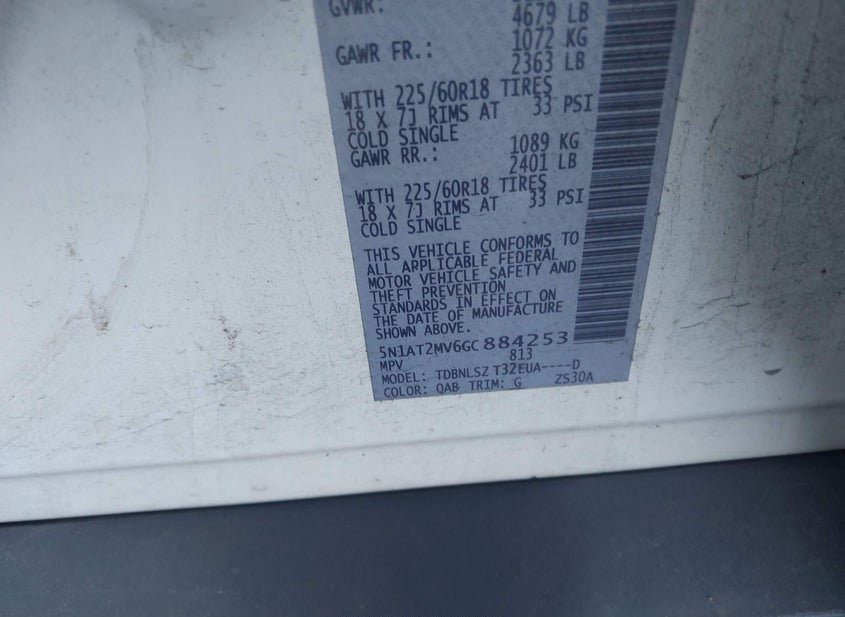 GVWR:
4679 LB
GAWR FR.: 1072 KG
2363 LB
WITH 225/60R18 TIRES
18 X 7J RIMS AT 33 PSI
COLD SINGLE
GAWR RR.: 1089 KG
2401 LB
WITH 225/60R18 TIRES
18 X 7J RIMS AT 33 PSI
COLD SINGLE
THIS VEHICLE CONFORMS TO
ALL APPLICABLE FEDERAL
MOTOR VEHICLE SAFETY AND
THEFT PREVENTION
STANDARDS IN EFFECT ON
THE DATE OF MANUFACTURE
SHOWN ABOVE.
5N1AT2MV6GC884253
MPV 813
MODEL: TDBNLSZ T32EUA----D
COLOR: QAB TRIM: G ZS30A